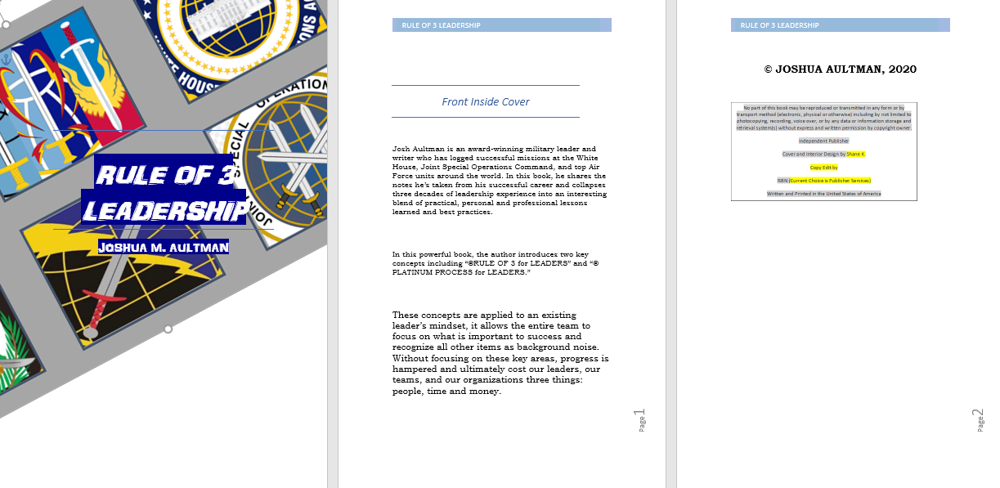 WHITE HOUSE
IONS AG
SPECIAL OPERATION
JOIN
RULE OF 3
LEADERSHIP
JOSHUA M. AULTMAN
RULE OF 3 LEADERSHIP
Front Inside Cover
Josh Aultman is an award-winning military leader and
writer who has logged successful missions at the White
House, Joint Special Operations Command, and top Air
Force units around the world. In this book, he shares the
notes he's taken from his successful career and collapses
three decades of leadership experience into an interesting
blend of practical, personal and professional lessons
learned and best practices.
In this powerful book, the author introduces two key
concepts including “©RULE OF 3 for LEADERS” and “©
PLATINUM PROCESS for LEADERS.”
These concepts are applied to an existing
leader’s mindset, it allows the entire team to
focus on what is important to success and
recognize all other items as background noise.
Without focusing on these key areas, progress is
hampered and ultimately cost our leaders, our
teams, and our organizations three things:
people, time and money.
Page 1
RULE OF 3 LEADERSHIP
© JOSHUA AULTMAN, 2020
No part of this book may be reproduced or transmitted in any form or by
transport method (electronic, physical or otherwise) including by not limited to
photocopying, recording, voice over, or by any data or information storage and
retrieval system(s) without express and written permission by copyright owner.
Independent Publisher
Cover and Interior Design by Shane K.
Copy Edit by
ISBN (Current Choice is Publisher Services)
Written and Printed in the United States of America
Page 2